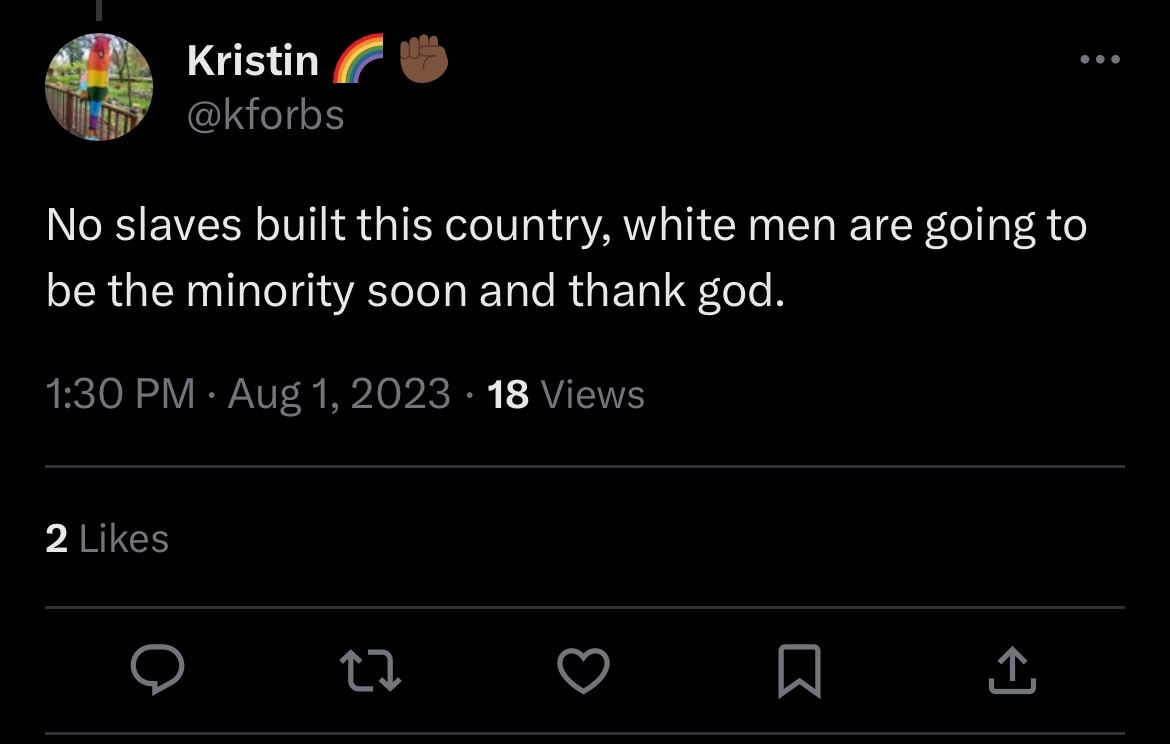 Kristin 🌈 ✊🏾
@kforbs
No slaves built this country, white men are going to
be the minority soon and thank god.
1:30 PM · Aug 1, 2023 · 18 Views
2 Likes